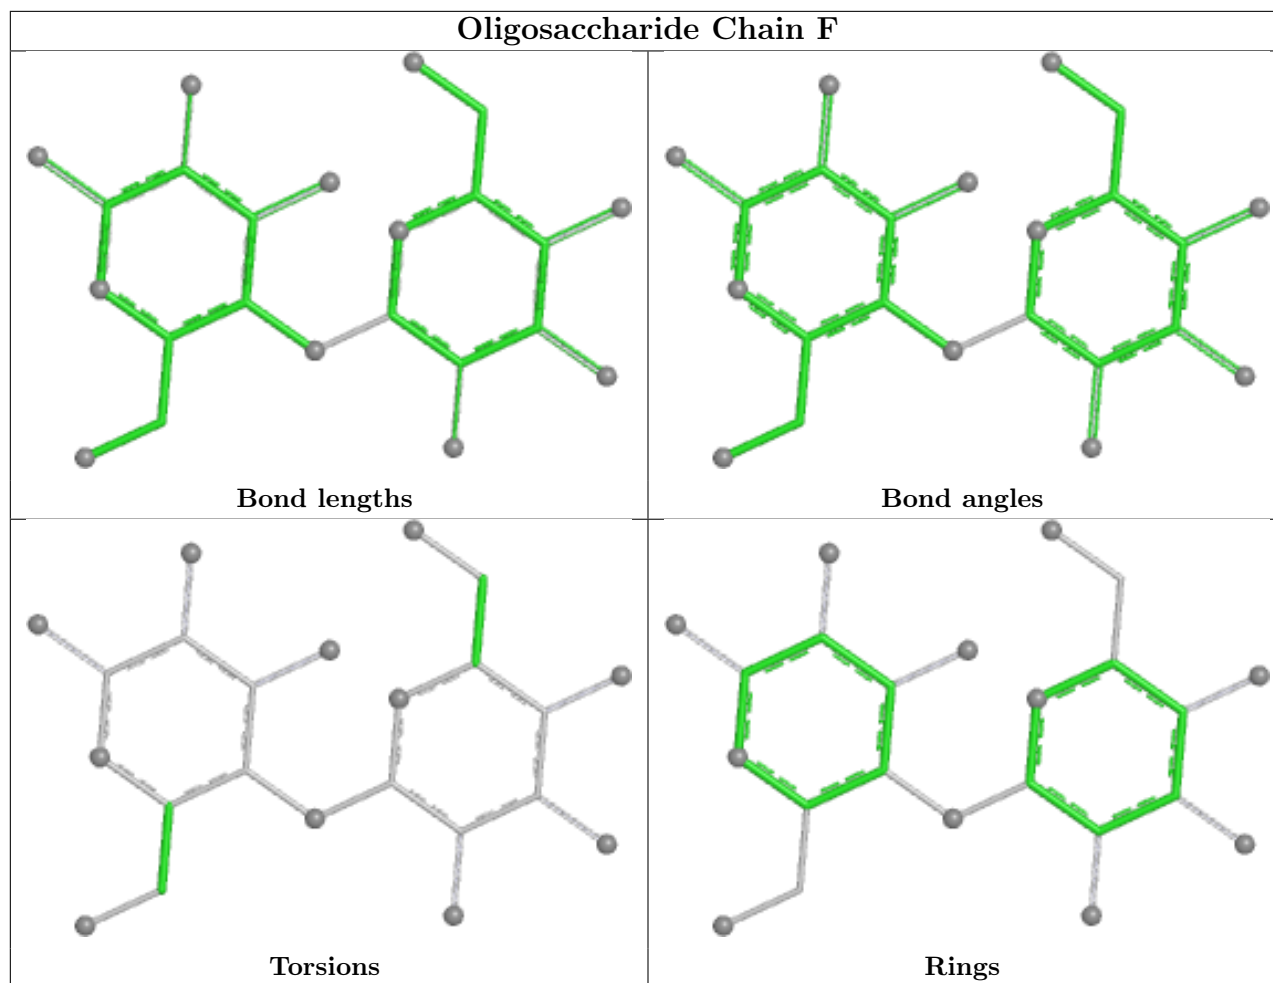 Oligosaccharide Chain F
Bond lengths
Bond angles
Torsions
Rings